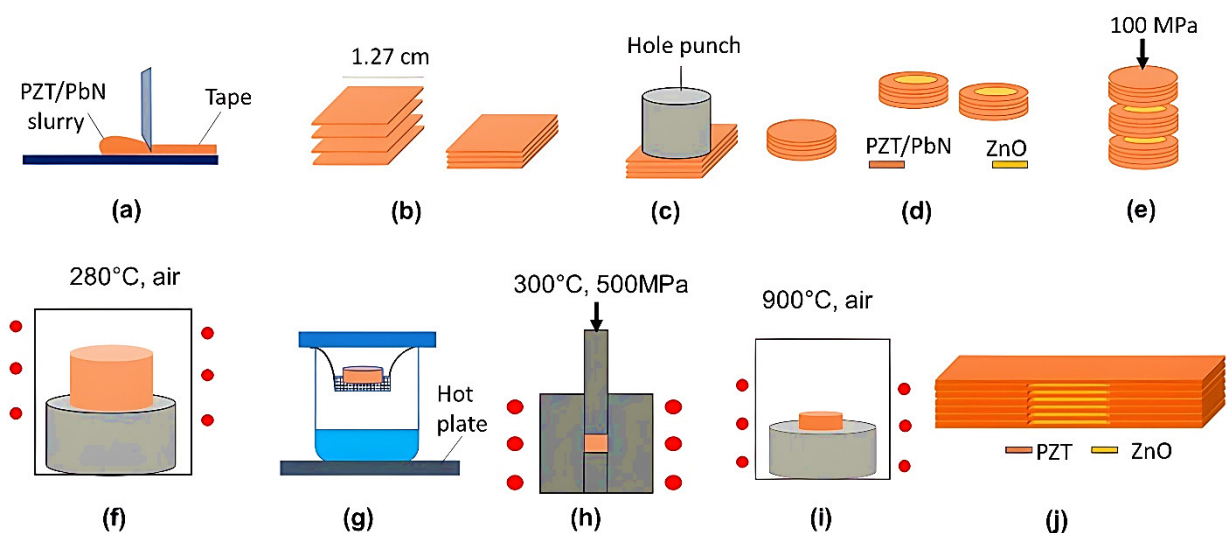 PZT/PbN
slurry
Tape
(a)
1.27 cm
(b)
Hole punch
(c)
PZT/PbN
ZnO
(d)
100 MPa
(e)
280°C, air
(f)
Hot
plate
(g)
300°C, 500MPa
(h)
900°C, air
(i)
PZT
ZnO
(j)